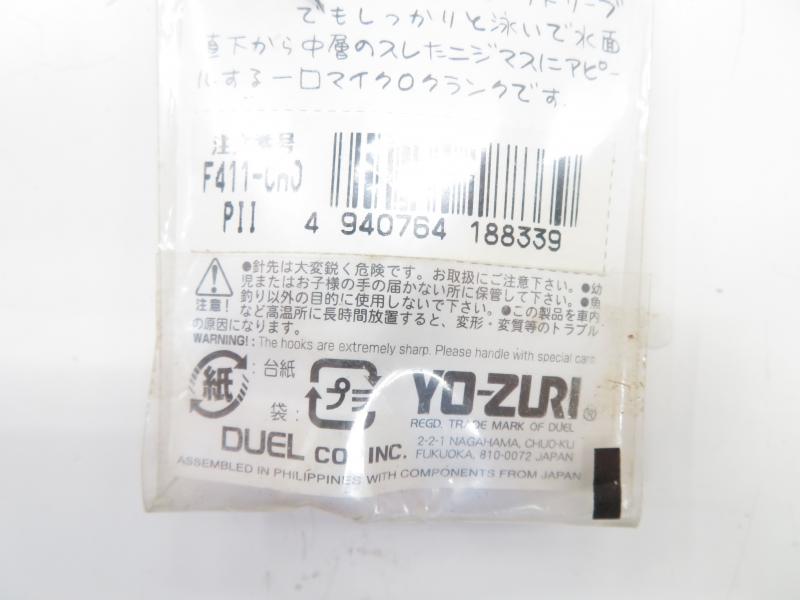 でもしっかりと泳いで水面
直下から中層のスレたニジマスにアピー
ルする一口マイクロクランクです。
注 番号
F411-
PII
4 940764 188339
●針先は大変鋭く危険です。お取扱にご注意下さい。●幼
児またはお子様の手の届かない所に保管して下さい。●魚
釣り以外の目的に使用しないで下さい。●この製品を車内
など高温所に長時間放置すると、変形・変質等のトラブル
の原因になります。
注意!
WARNING!: The hooks are extremely sharp. Please handle with special care
紙 : 台紙
プラ
袋:
YO-ZURI®
REGD. TRADE MARK OF DUEL
DUEL CO., INC.
2-2-1 NAGAHAMA, CHUO-KU
FUKUOKA, 810-0072 JAPAN
ASSEMBLED IN PHILIPPINES WITH COMPONENTS FROM JAPAN